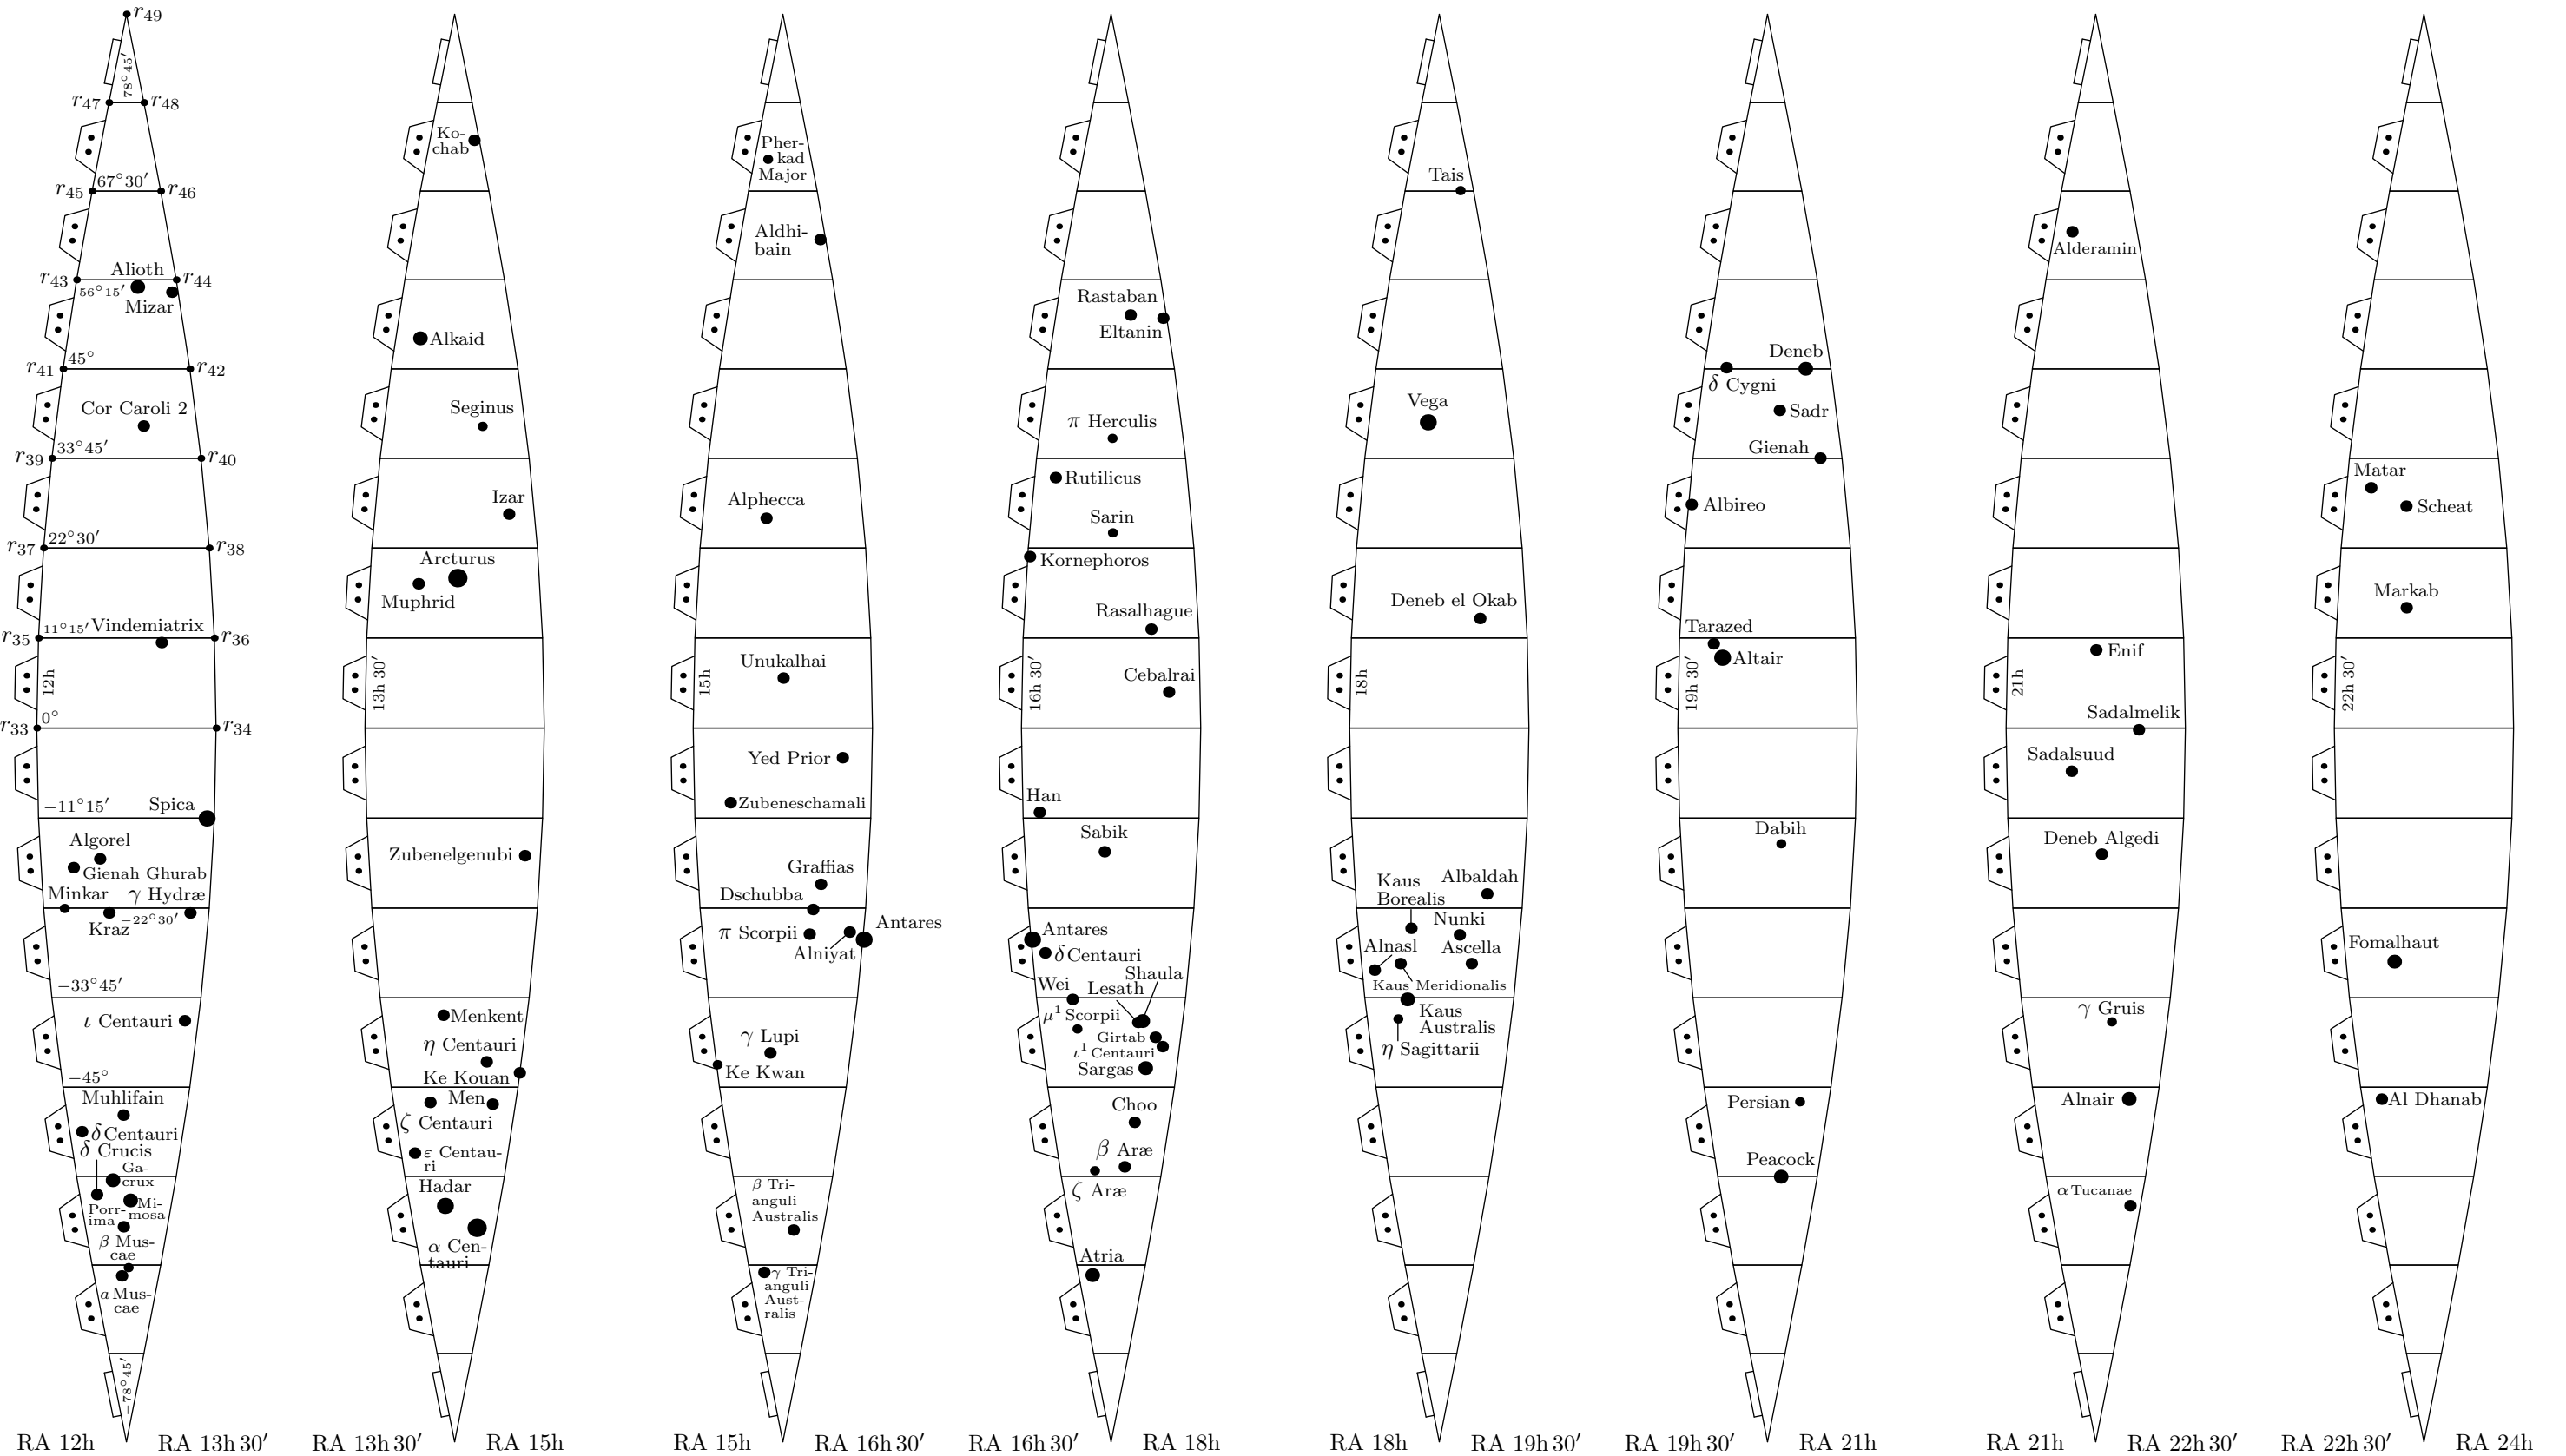 r49
78°45′
r47
r48
r45
67°30′
r46
Alioth
r43
r44
56°15′
Mizar
r41
45°
r42
Cor Caroli 2
r39
33°45′
r40
r37
22°30′
r38
r35
11°15′
Vindemiatrix
r36
12h
r33
0°
r34
−11°15′
Spica
Algorel
Gienah Ghurab
Minkar
γ Hydræ
Kraz
−22°30′
−33°45′
ι Centauri
−45°
Muhlifain
δ Centauri
δ Crucis
Ga-
crux
Mi-
mosa
Porr-
ima
β Mus-
cae
a Mus-
cae
−78°45′
RA 12h
RA 13h 30′
Ko-
chab
Alkaid
Seginus
Izar
Arcturus
Muphrid
13h 30′
Zubenelgenubi
Menkent
η Centauri
Ke Kouan
Men
ζ Centauri
ε Centau-
ri
Hadar
α Cen-
tauri
RA 13h 30′
RA 15h
Pher-
kad
Major
Aldhi-
bain
Alphecca
Unukalhai
15h
Yed Prior
Zubeneschamali
Graffias
Dschubba
π Scorpii
Antares
Alniyat
γ Lupi
Ke Kwan
β Tri-
anguli
Australis
γ Tri-
anguli
Aust-
ralis
RA 15h
RA 16h 30′
Rastaban
Eltanin
π Herculis
Rutilicus
Sarin
Kornephoros
Rasalhague
Cebalrai
16h 30′
Han
Sabik
Antares
δ Centauri
Shaula
Wei
Lesath
μ¹ Scorpii
Girtab
ι¹ Centauri
Sargas
Choo
β Aræ
ζ Aræ
Atria
RA 16h 30′
RA 18h
Tais
Vega
Deneb el Okab
18h
Kaus
Borealis
Albaldah
Nunki
Alnasl
Ascella
Kaus Meridionalis
Kaus
Australis
η Sagittarii
RA 18h
RA 19h 30′
Deneb
δ Cygni
Sadr
Gienah
Albireo
Tarazed
Altair
19h 30′
Dabih
Persian
Peacock
RA 19h 30′
RA 21h
Alderamin
Enif
21h
Sadalmelik
Sadalsuud
Deneb Algedi
γ Gruis
Alnair
α Tucanae
RA 21h
RA 22h 30′
Matar
Scheat
Markab
22h 30′
Fomalhaut
Al Dhanab
RA 22h 30′
RA 24h